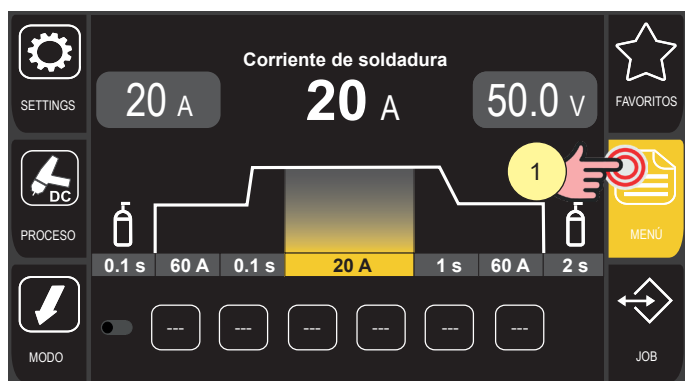 SETTINGS
PROCESO
DC
MODO
Corriente de soldadura
20 A
20 A
50.0 V
1
0.1 s 60 A 0.1 s 20 A 1 s 60 A 2 s
--- --- --- --- --- ---
FAVORITOS
MENÚ
JOB